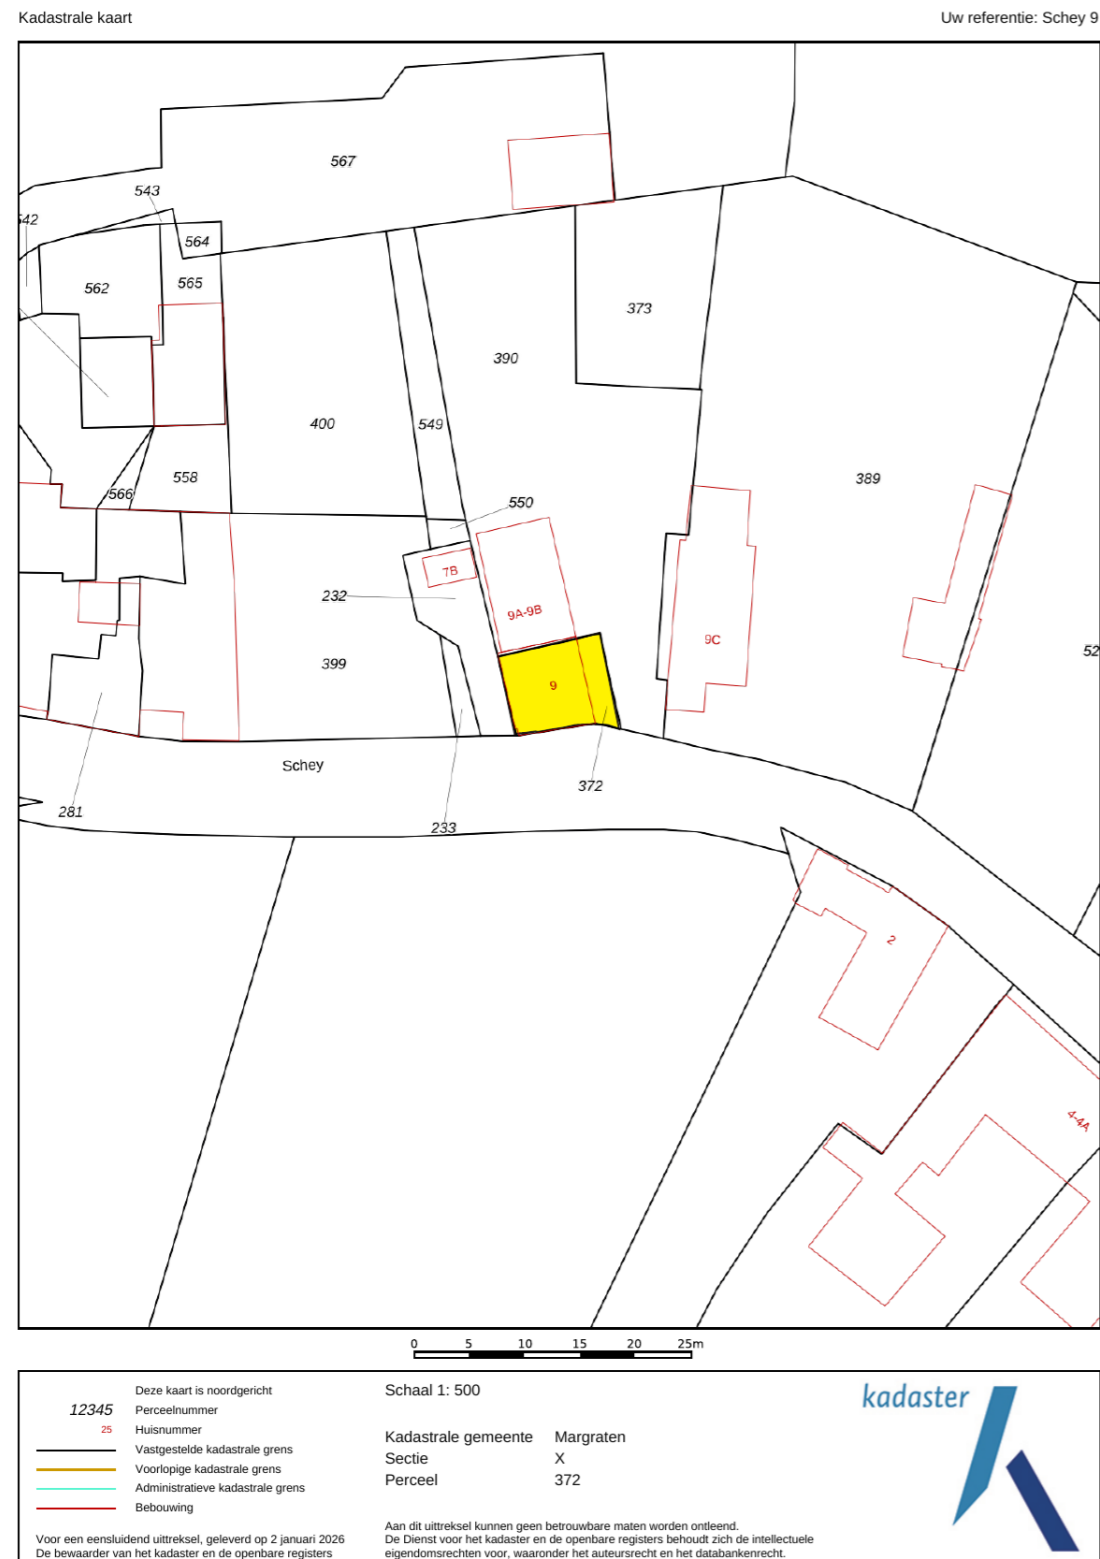 Kadastrale kaart
Uw referentie: Schey 9
567
543
542
564
562
565
373
390
400
549
389
558
566
550
7B
232
9A-9B
9C
52
399
9
Schey
372
281
233
2
4-4A
0 5 10 15 20 25m
Deze kaart is noordgericht
12345 Perceelnummer
25 Huisnummer
Vastgestelde kadastrale grens
Voorlopige kadastrale grens
Administratieve kadastrale grens
Bebouwing
Voor een eensluidend uittreksel, geleverd op 2 januari 2026
De bewaarder van het kadaster en de openbare registers
Schaal 1: 500
Kadastrale gemeente Margraten
Sectie X
Perceel 372
Aan dit uittreksel kunnen geen betrouwbare maten worden ontleend.
De Dienst voor het kadaster en de openbare registers behoudt zich de intellectuele
eigendomsrechten voor, waaronder het auteursrecht en het databankenrecht.
kadaster